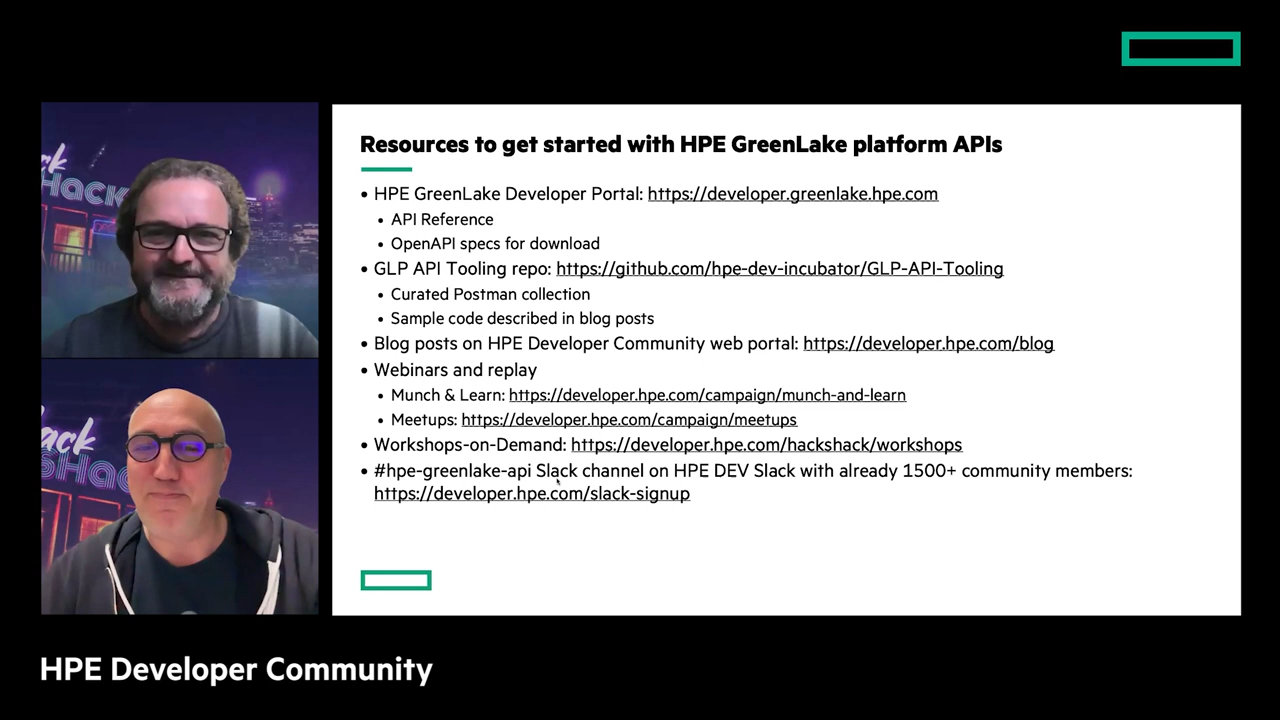 Resources to get started with HPE GreenLake platform APIs
• HPE GreenLake Developer Portal: https://developer.greenlake.hpe.com
• API Reference
• OpenAPI specs for download
• GLP API Tooling repo: https://github.com/hpe-dev-incubator/GLP-API-Tooling
• Curated Postman collection
• Sample code described in blog posts
• Blog posts on HPE Developer Community web portal: https://developer.hpe.com/blog
• Webinars and replay
• Munch & Learn: https://developer.hpe.com/campaign/munch-and-learn
• Meetups: https://developer.hpe.com/campaign/meetups
• Workshops-on-Demand: https://developer.hpe.com/hackshack/workshops
• #hpe-greenlake-api Slack channel on HPE DEV Slack with already 1500+ community members:
https://developer.hpe.com/slack-signup
HPE Developer Community